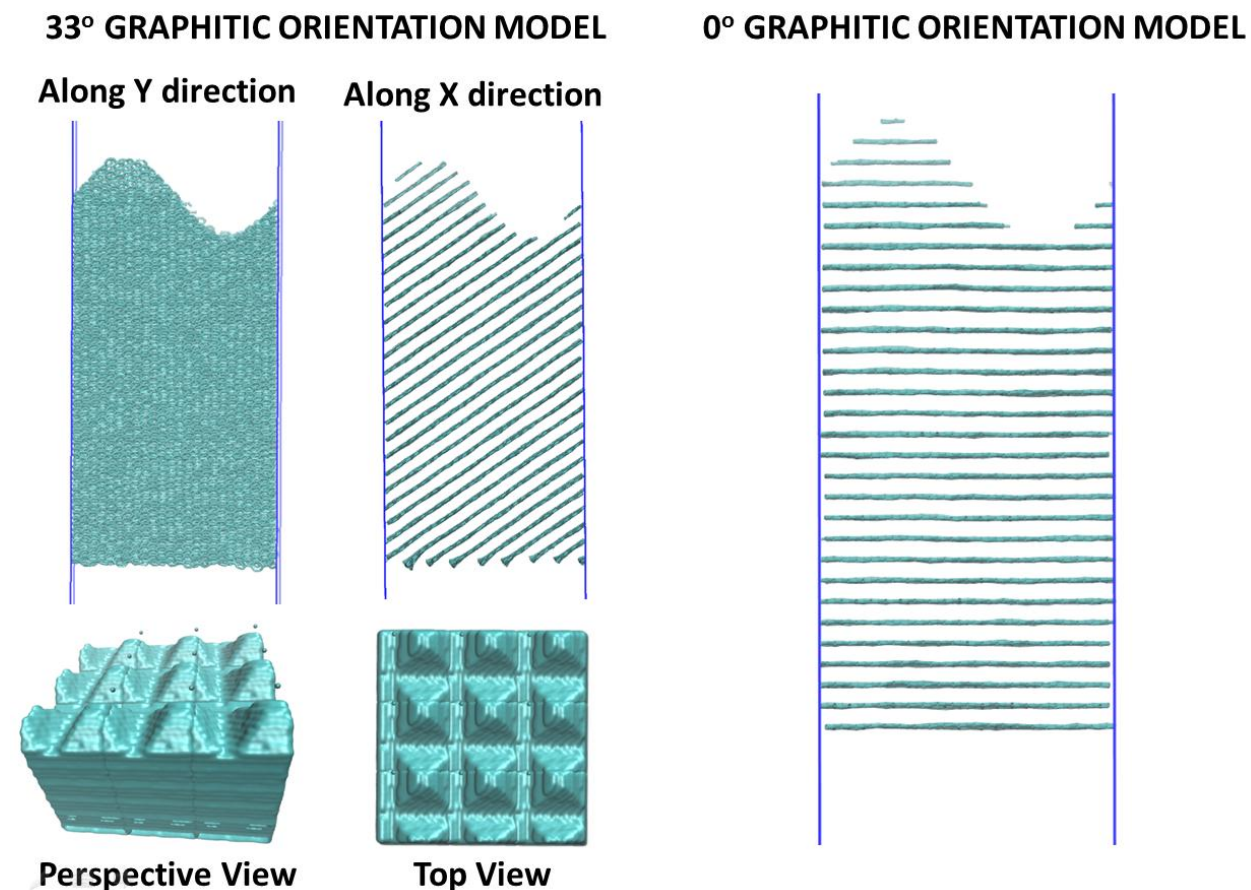 33° GRAPHITIC ORIENTATION MODEL
0° GRAPHITIC ORIENTATION MODEL
Along Y direction
Along X direction
Perspective View
Top View